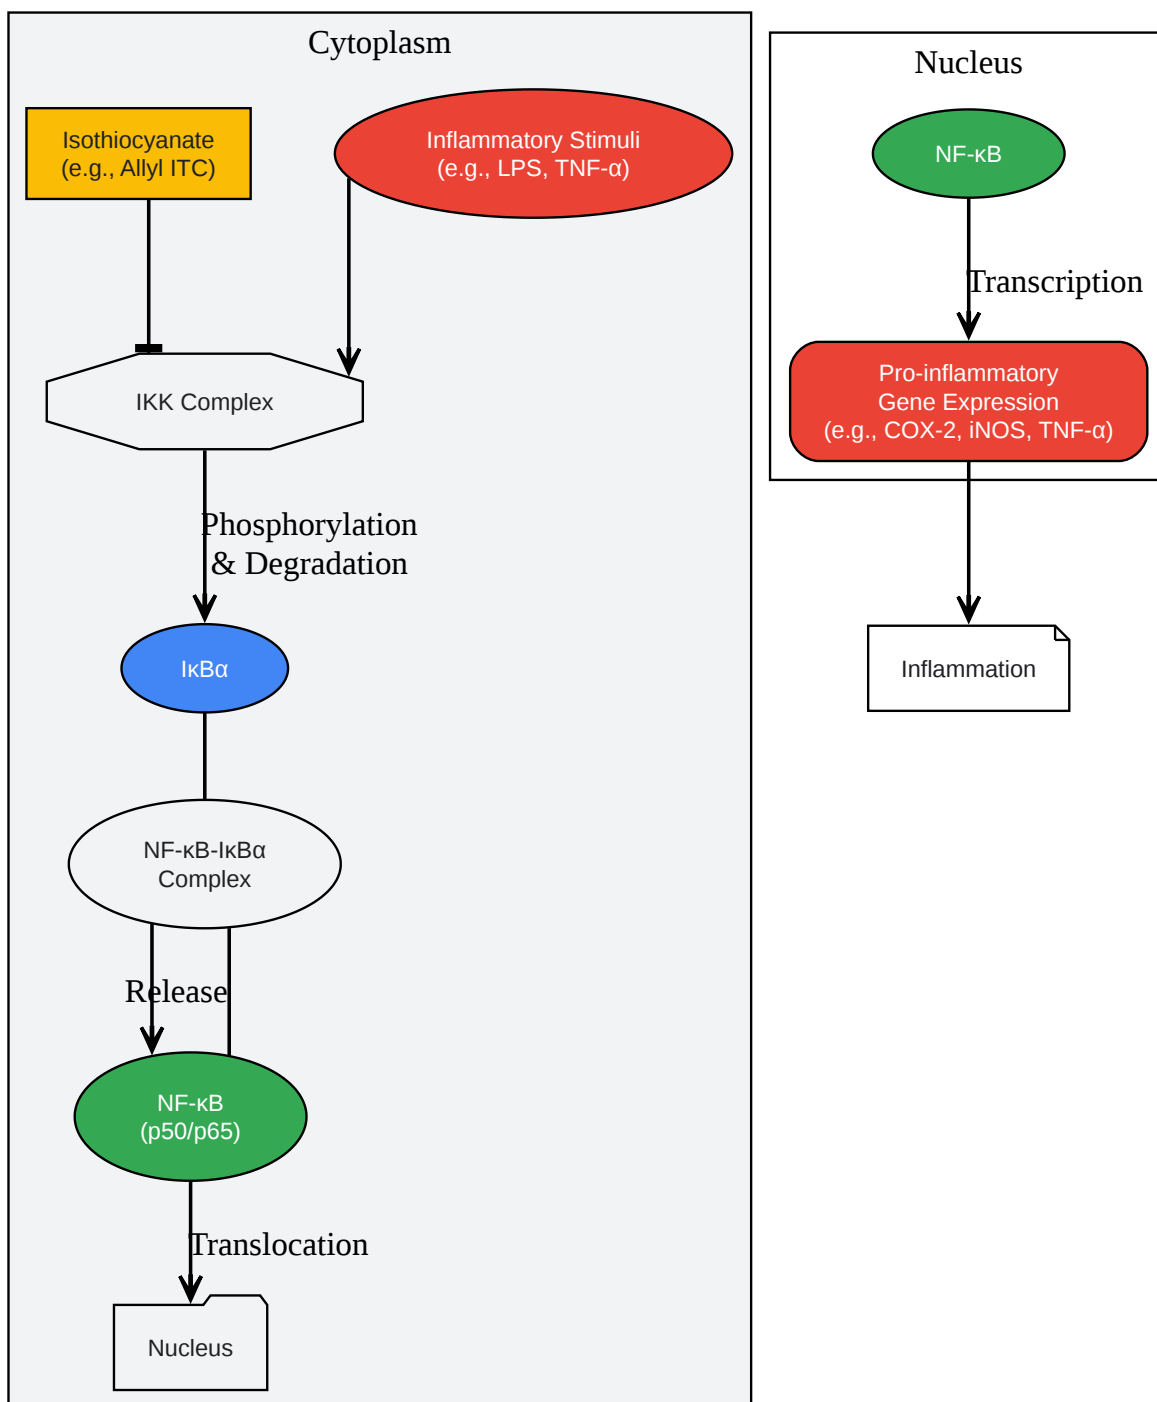 Cytoplasm
Isothiocyanate
(e.g., Allyl ITC)
Inflammatory Stimuli
(e.g., LPS, TNF-α)
IKK Complex
Phosphorylation
& Degradation
IκBα
NF-κB-IκBα
Complex
Release
NF-κB
(p50/p65)
Translocation
Nucleus
Nucleus
NF-κB
Transcription
Pro-inflammatory
Gene Expression
(e.g., COX-2, iNOS, TNF-α)
Inflammation